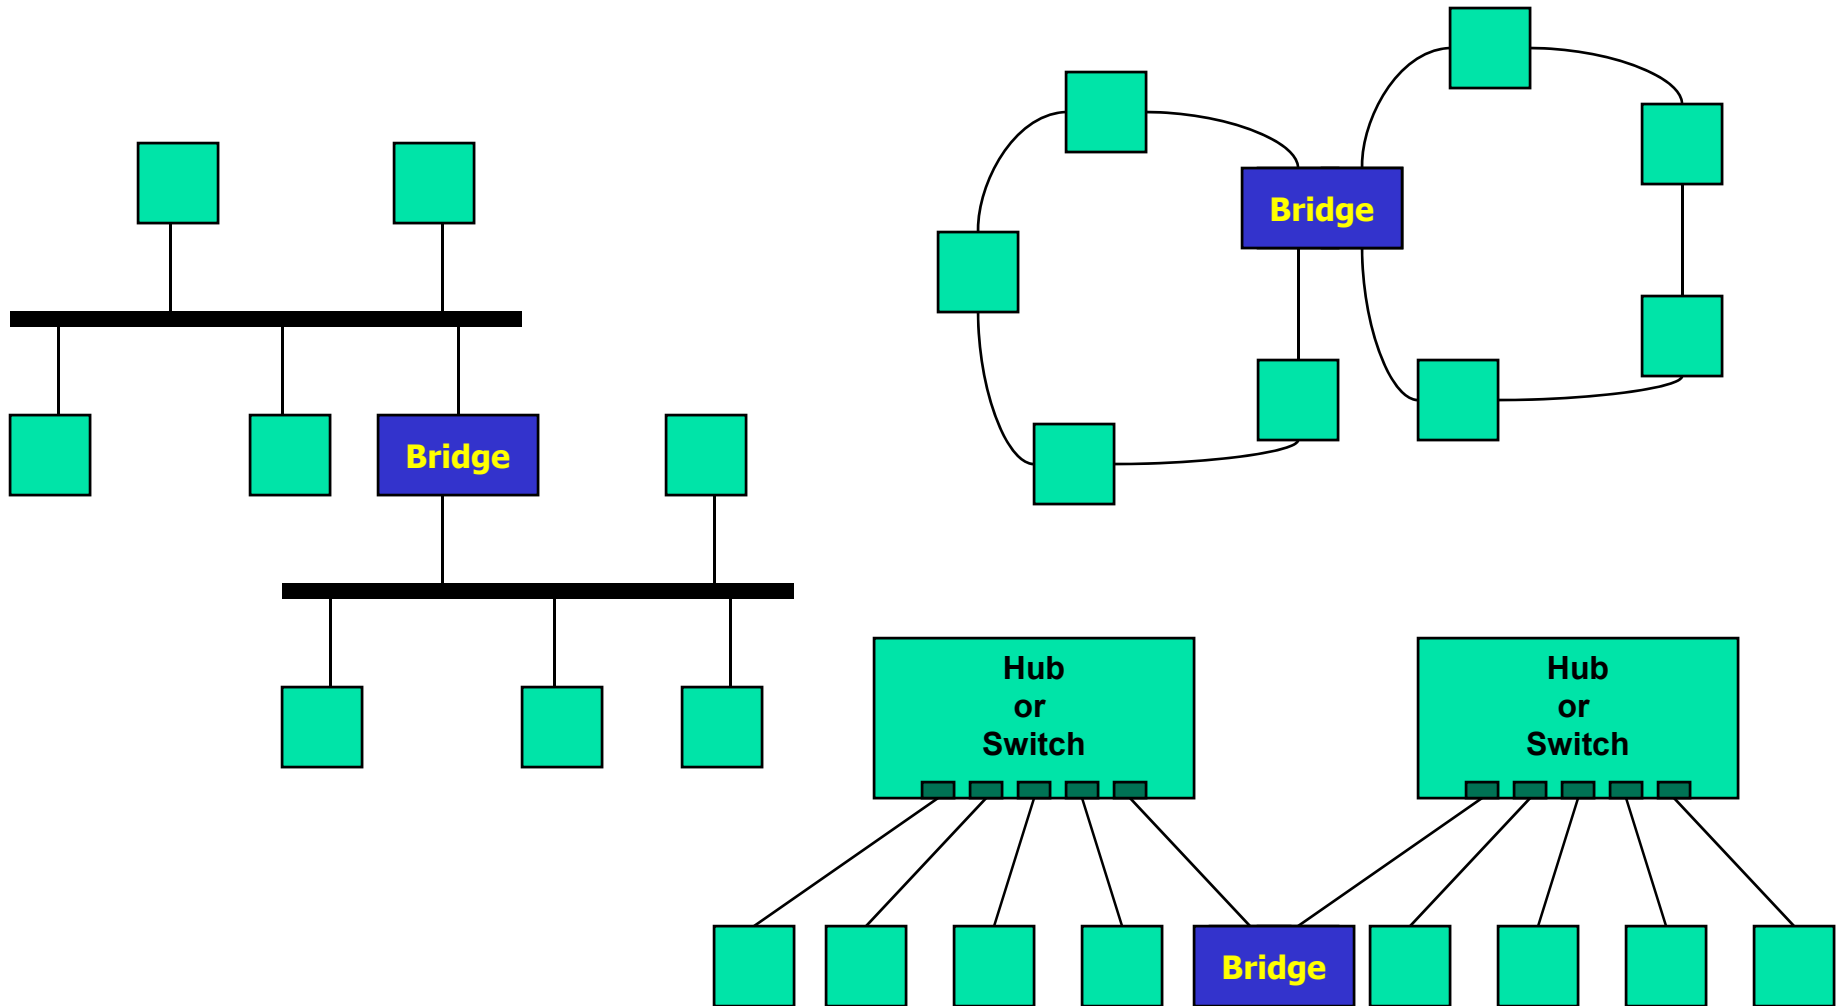 Bridge
Bridge
Hub
or
Switch
Hub
or
Switch
Bridge